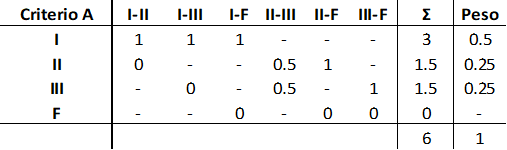 Criterio A I-II I-III I-F II-III II-F III-F Σ Peso
I 1 1 1 - - - 3 0.5
II 0 - - 0.5 1 - 1.5 0.25
III - 0 - 0.5 - 1 1.5 0.25
F - - 0 - 0 0 0 -
6 1